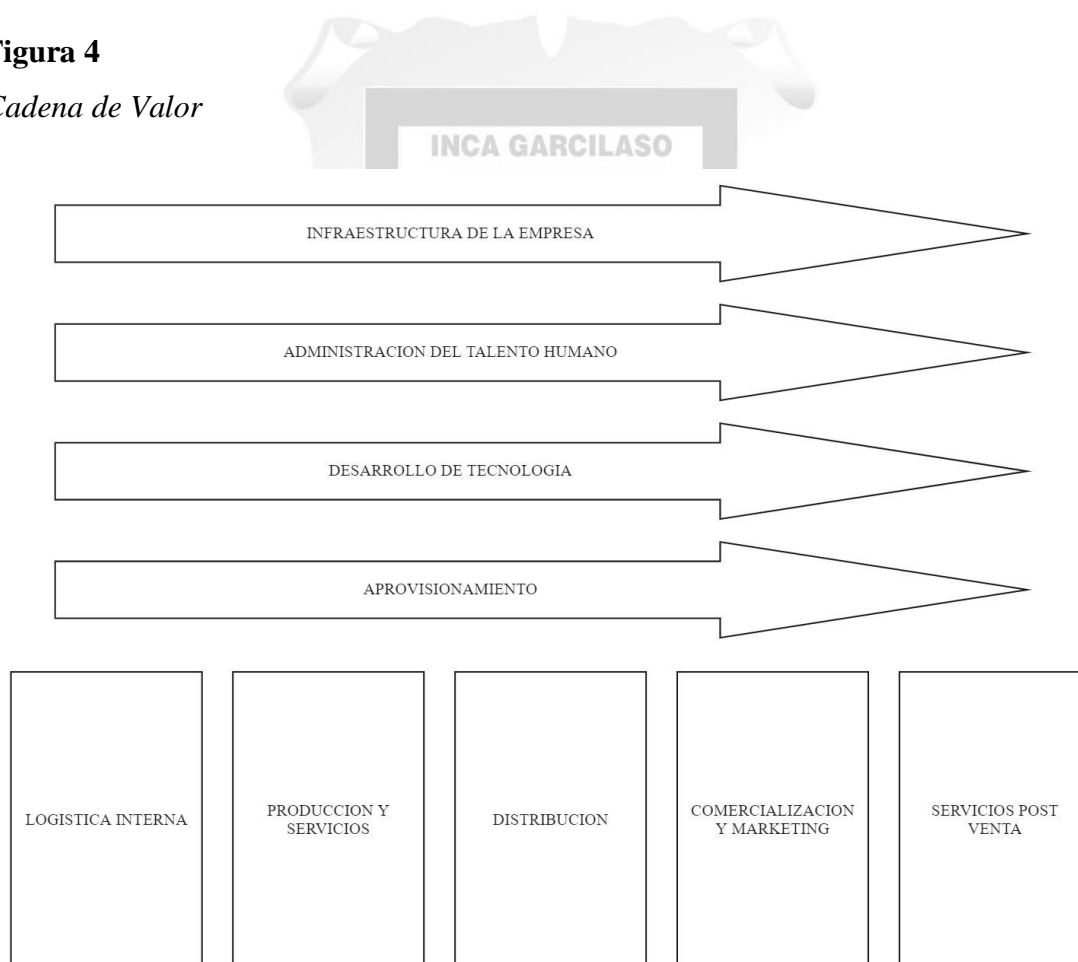 Figura 4
Cadena de Valor
INCA GARCILASO
INFRAESTRUCTURA DE LA EMPRESA
ADMINISTRACION DEL TALENTO HUMANO
DESARROLLO DE TECNOLOGIA
APROVISIONAMIENTO
LOGISTICA INTERNA
PRODUCCION Y
SERVICIOS
DISTRIBUCION
COMERCIALIZACION
Y MARKETING
SERVICIOS POST
VENTA